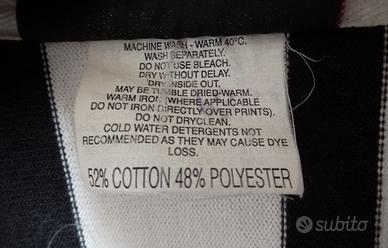 MACHINE WASH - WARM 40°C.
WASH SEPARATELY.
DO NOT USE BLEACH.
DRY WITHOUT DELAY.
DRY INSIDE OUT.
MAY BE TUMBLE DRIED-WARM.
WARM IRON (WHERE APPLICABLE
DO NOT IRON DIRECTLY OVER PRINTS).
DO NOT DRYCLEAN.
COLD WATER DETERGENTS NOT
RECOMMENDED AS THEY MAY CAUSE DYE
LOSS.
52% COTTON 48% POLYESTER
subito